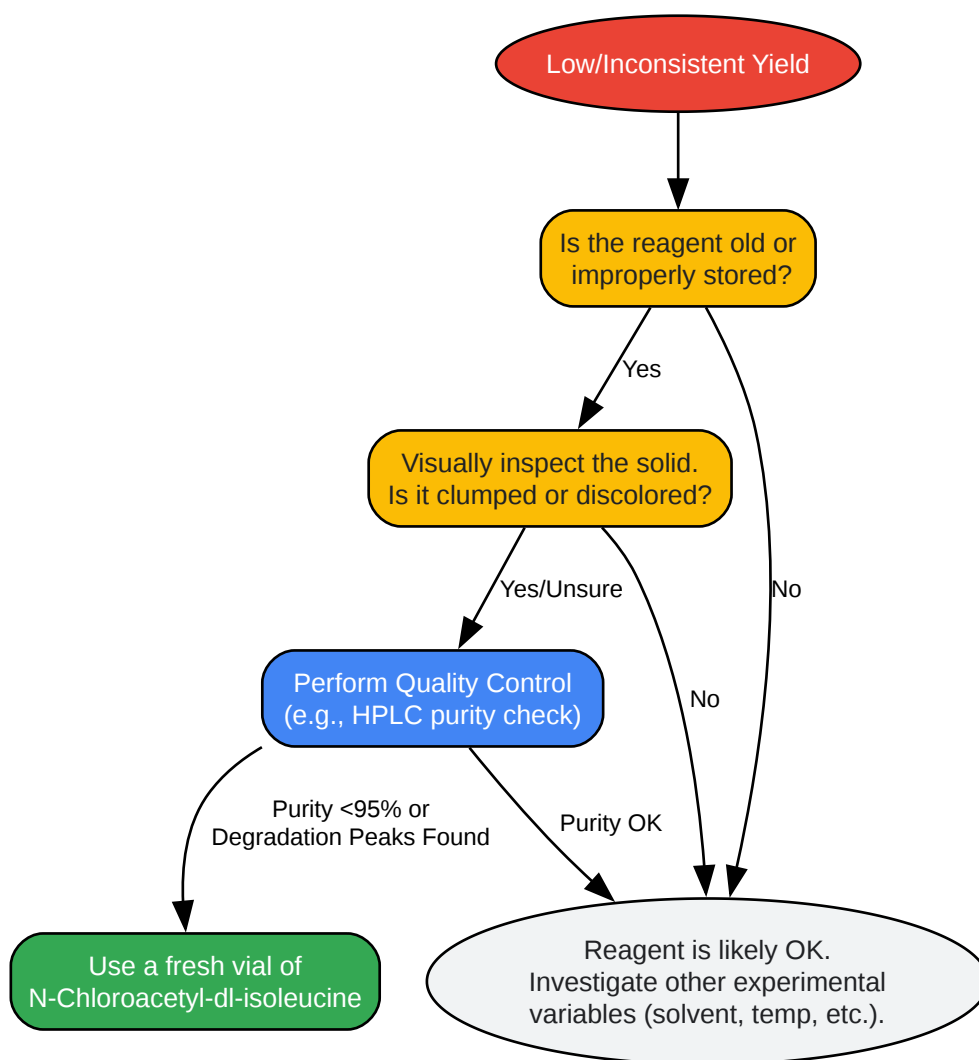 Low/Inconsistent Yield
Is the reagent old or
improperly stored?
Yes
Visually inspect the solid.
Is it clumped or discolored?
Yes/Unsure
No
Perform Quality Control
(e.g., HPLC purity check)
No
Purity <95% or
Degradation Peaks Found
Purity OK
Use a fresh vial of
N-Chloroacetyl-dl-isoleucine
Reagent is likely OK.
Investigate other experimental
variables (solvent, temp, etc.).